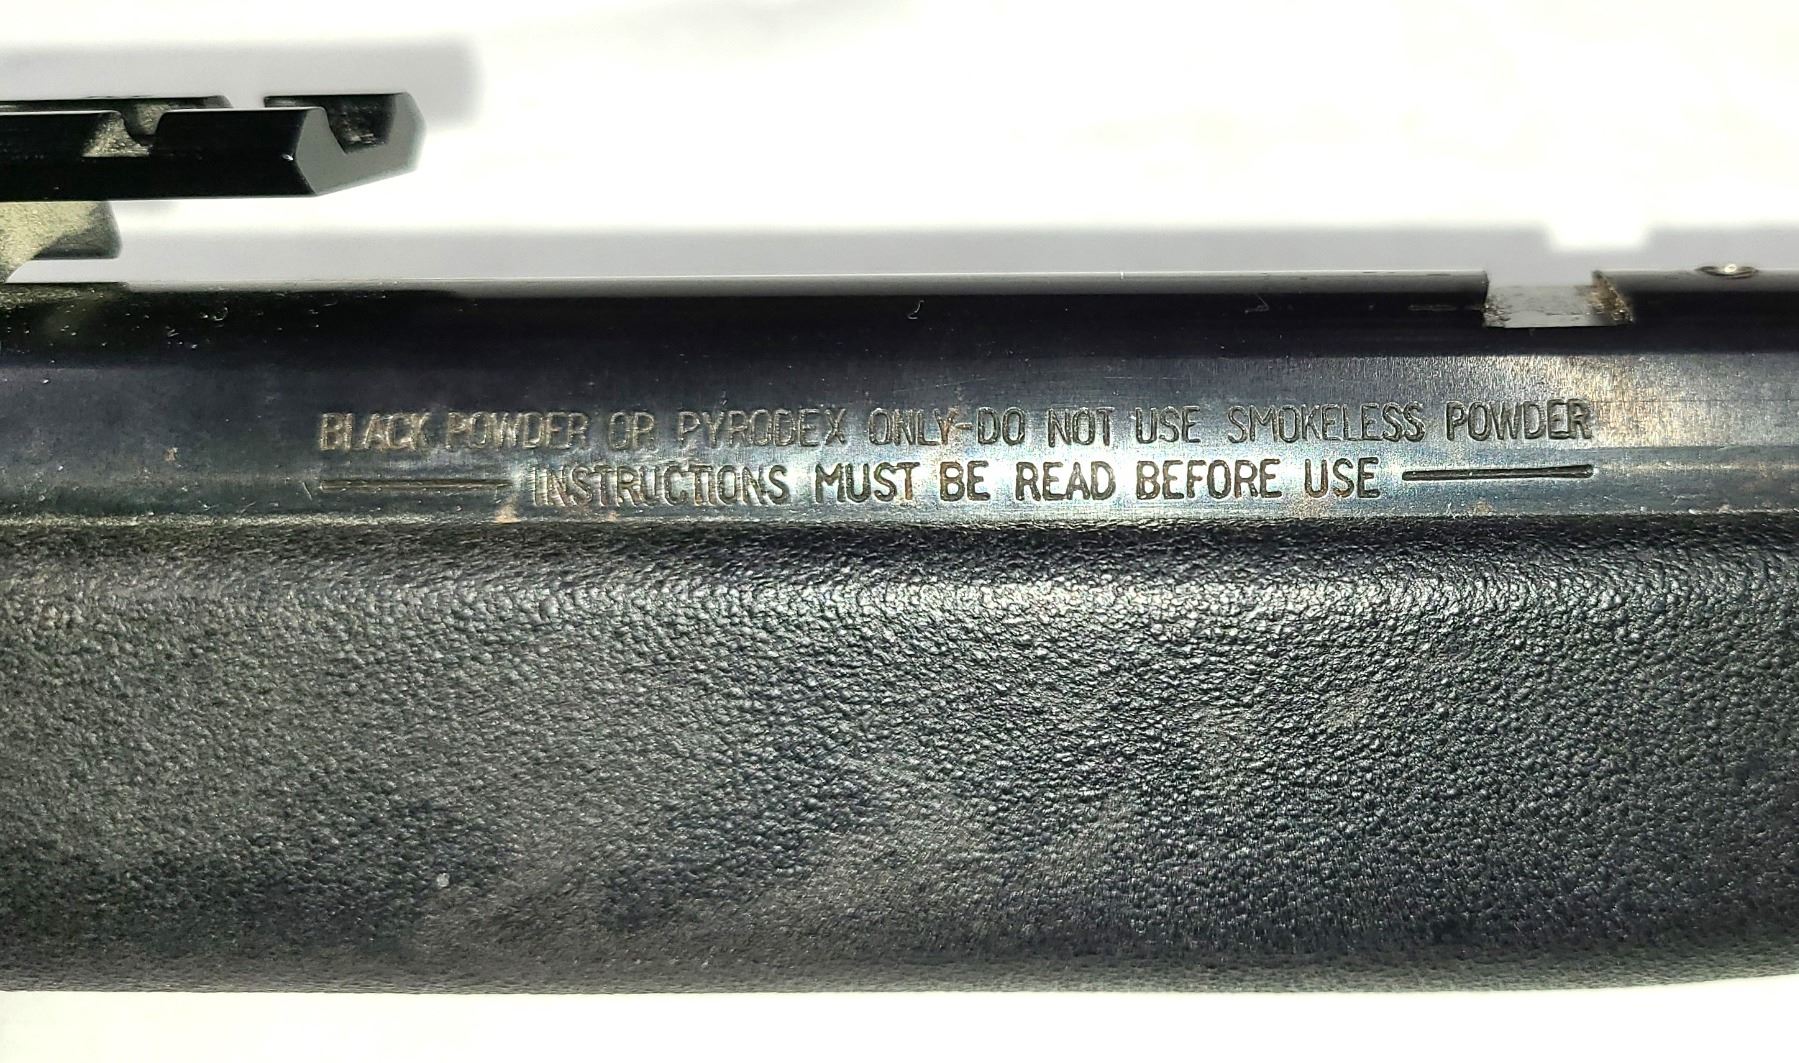 BLACK POWDER OR PYRODEX ONLY-DO NOT USE SMOKELESS POWDER
INSTRUCTIONS MUST BE READ BEFORE USE